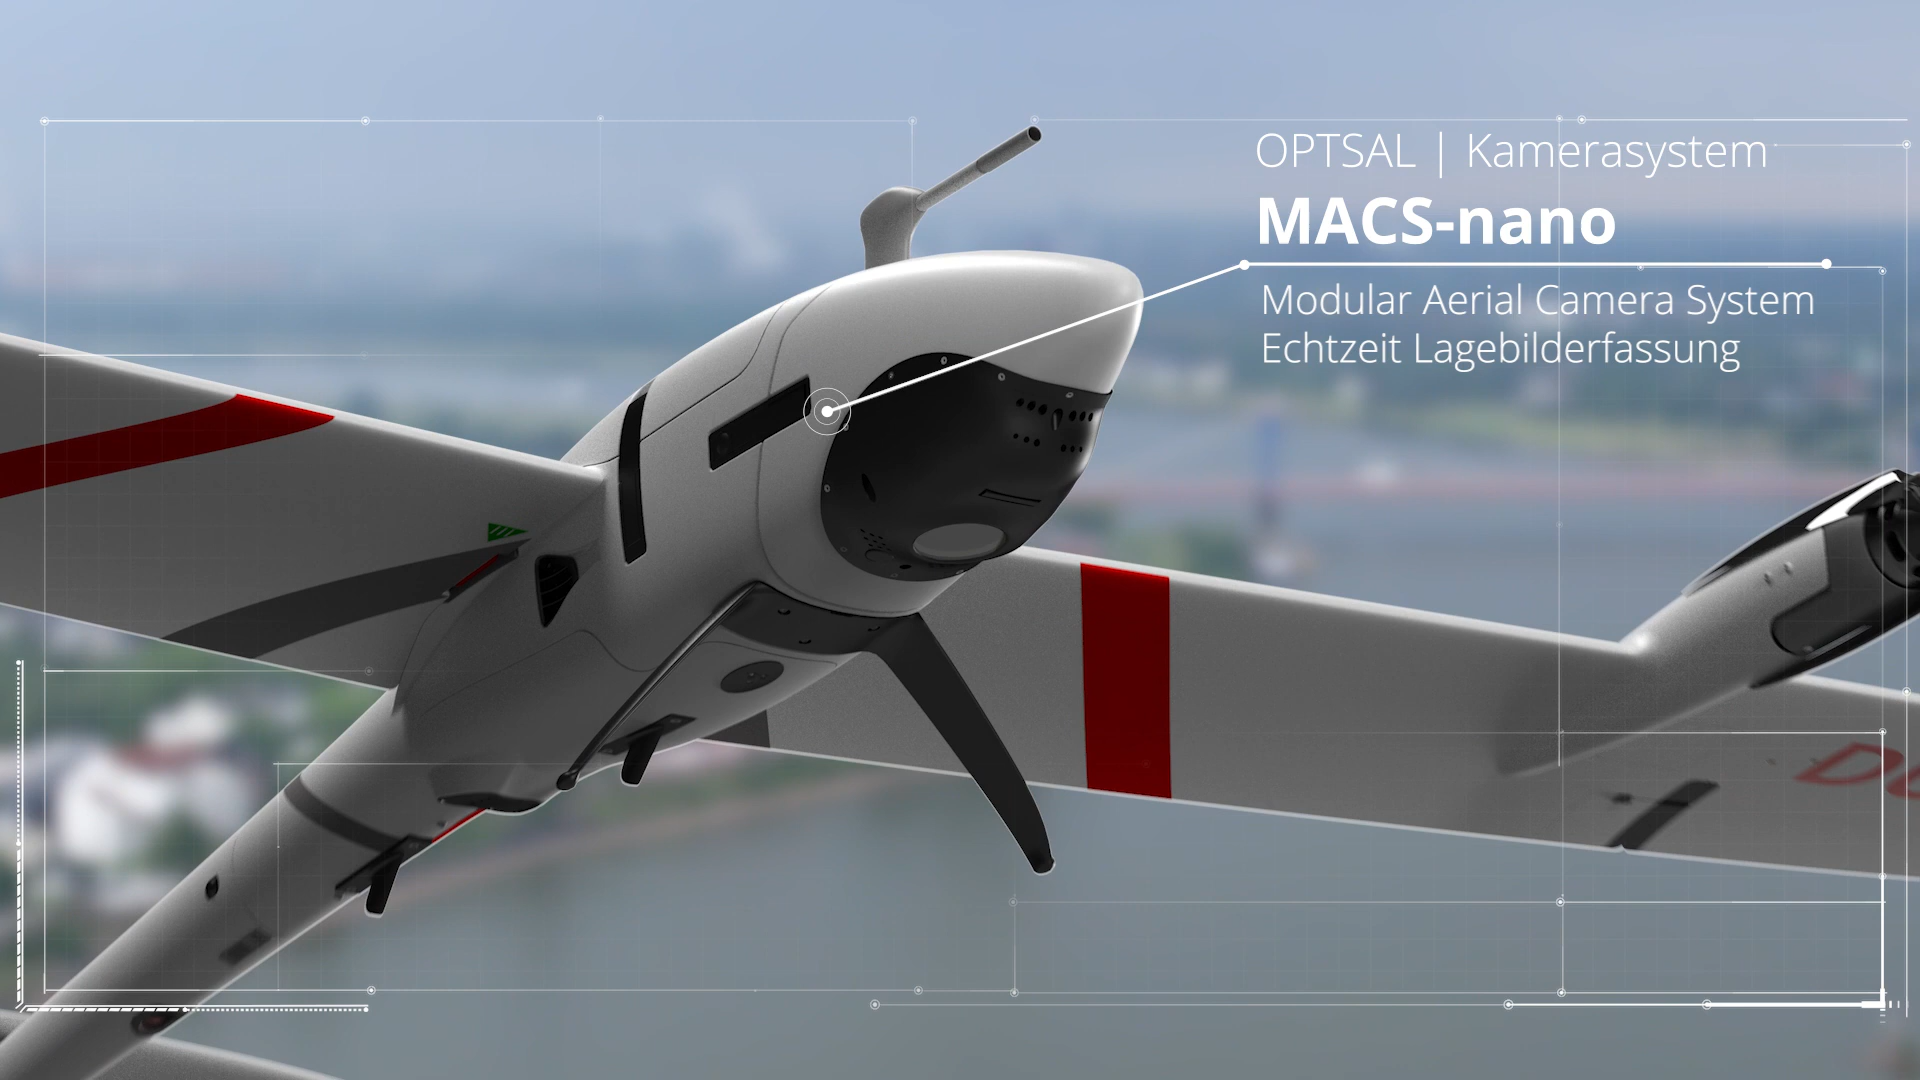 OPTSAL | Kamerasystem
MACS-nano
Modular Aerial Camera System
Echtzeit Lagebilderfassung